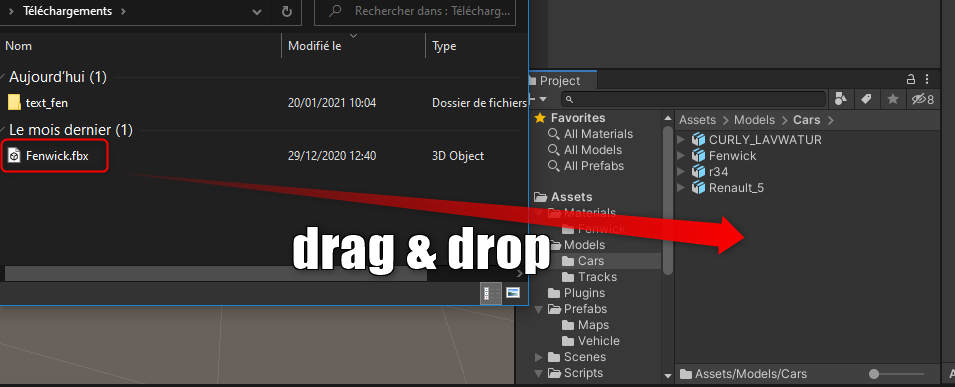 Téléchargements
Rechercher dans : Télécharg...
Nom
Modifié le
Type
Aujourd'hui (1)
text_fen
20/01/2021 10:04
Dossier de fichiers
Le mois dernier (1)
Fenwick.fbx
29/12/2020 12:40
3D Object
drag & drop
Project
8
Favorites
All Materials
All Models
All Prefabs
Assets
Materials
Fenwick
Models
Cars
Tracks
Plugins
Prefabs
Maps
Vehicle
Scenes
Scripts
Assets > Models > Cars >
CURLY_LAVWATUR
Fenwick
r34
Renault_5
Assets/Models/Cars